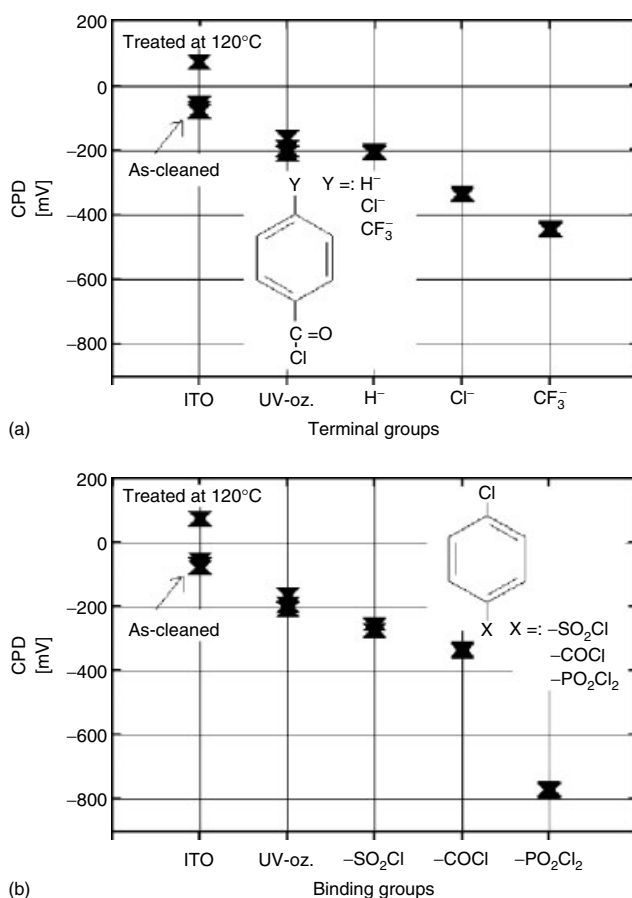 200
0
−200
−400
−600
−800
CPD
[mV]
Treated at 120°C
As-cleaned
Y
Y =: H⁻
Cl⁻
CF₃⁻
C =O
Cl
ITO
UV-oz.
H⁻
Cl⁻
CF₃⁻
(a)
Terminal groups
200
0
−200
−400
−600
−800
CPD
[mV]
Treated at 120°C
As-cleaned
Cl
X
X =: −SO₂Cl
−COCl
−PO₂Cl₂
ITO
UV-oz.
−SO₂Cl
−COCl
−PO₂Cl₂
(b)
Binding groups